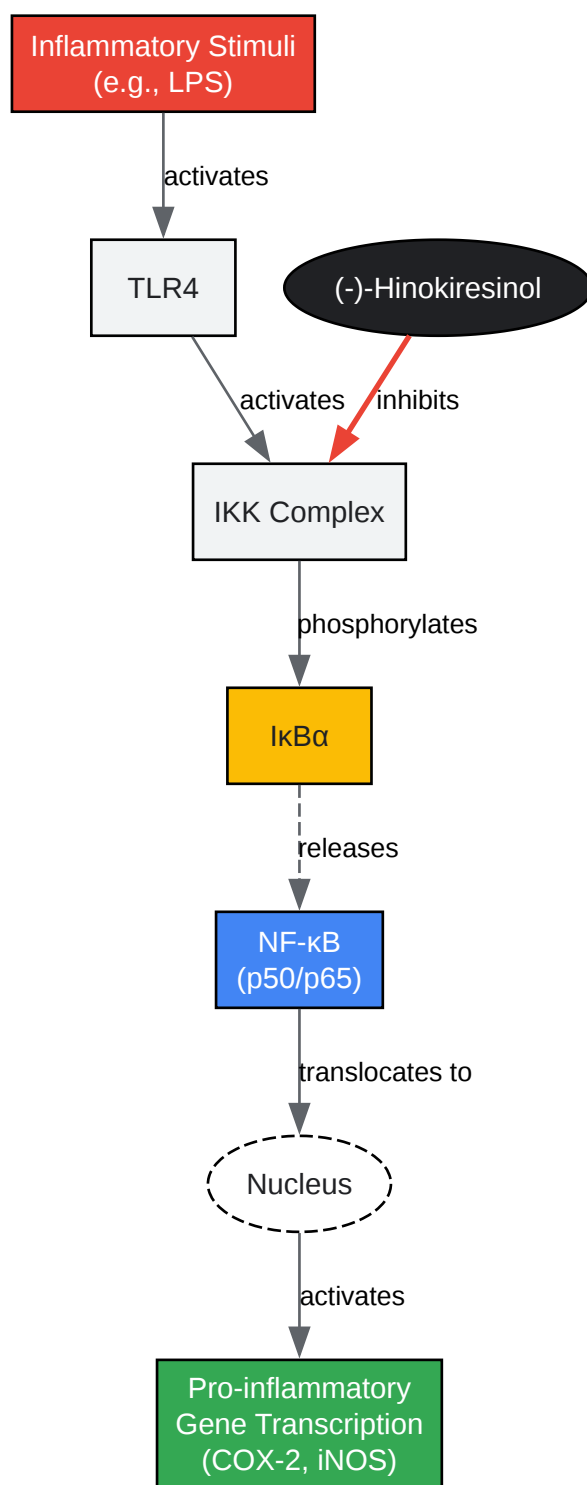 Inflammatory Stimuli
(e.g., LPS)
activates
TLR4
(-)-Hinokiresinol
activates
inhibits
IKK Complex
phosphorylates
IκBα
releases
NF-κB
(p50/p65)
translocates to
Nucleus
activates
Pro-inflammatory
Gene Transcription
(COX-2, iNOS)